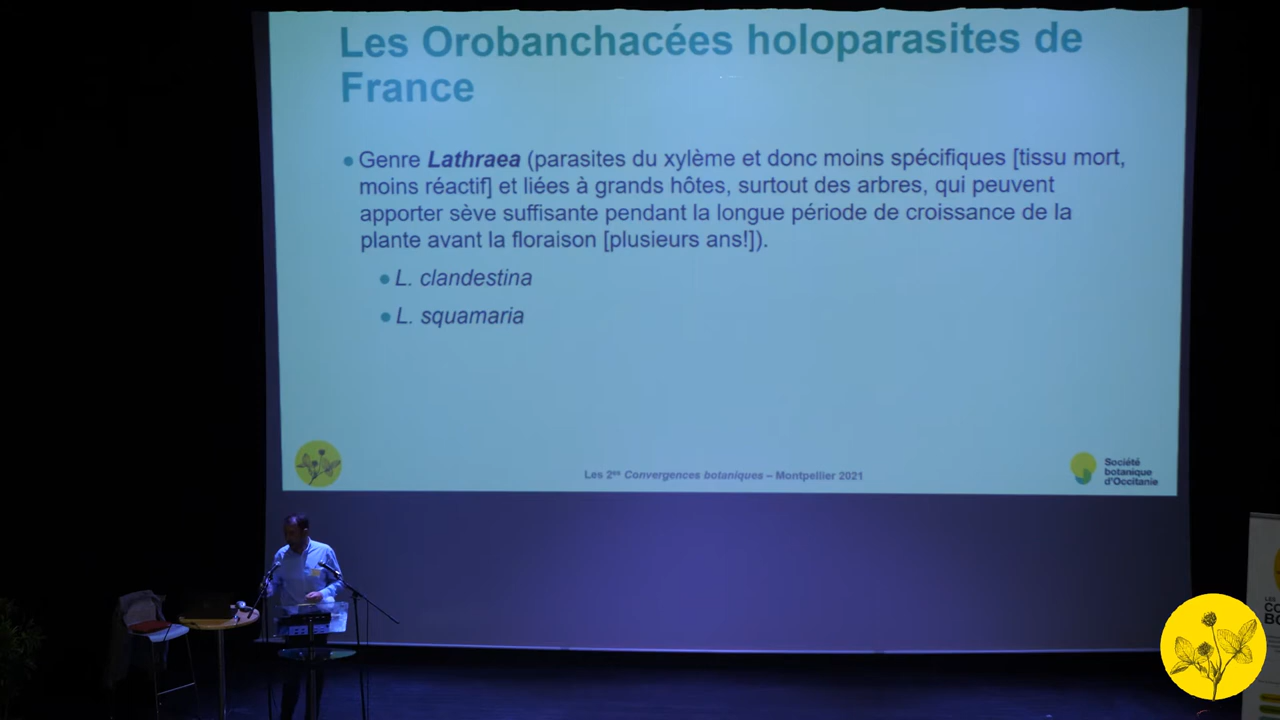 Les Orobanchacées holoparasites de
France
Genre Lathraea (parasites du xylème et donc moins spécifiques [tissu mort,
moins réactif] et liées à grands hôtes, surtout des arbres, qui peuvent
apporter sève suffisante pendant la longue période de croissance de la
plante avant la floraison [plusieurs ans!]).
L. clandestina
L. squamaria
Les 2es Convergences botaniques – Montpellier 2021
Société
botanique
d'Occitanie